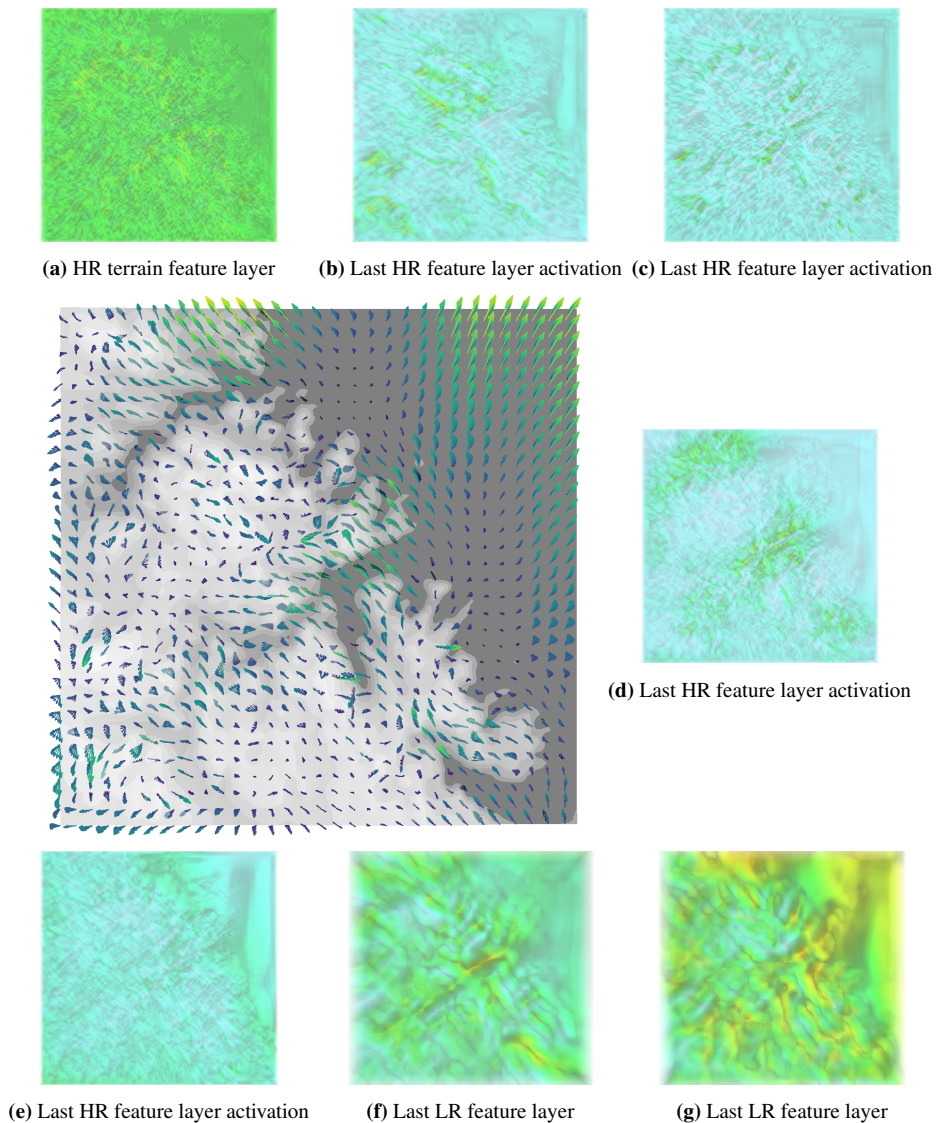 (a) HR terrain feature layer
(b) Last HR feature layer activation
(c) Last HR feature layer activation
(d) Last HR feature layer activation
(e) Last HR feature layer activation
(f) Last LR feature layer
(g) Last LR feature layer